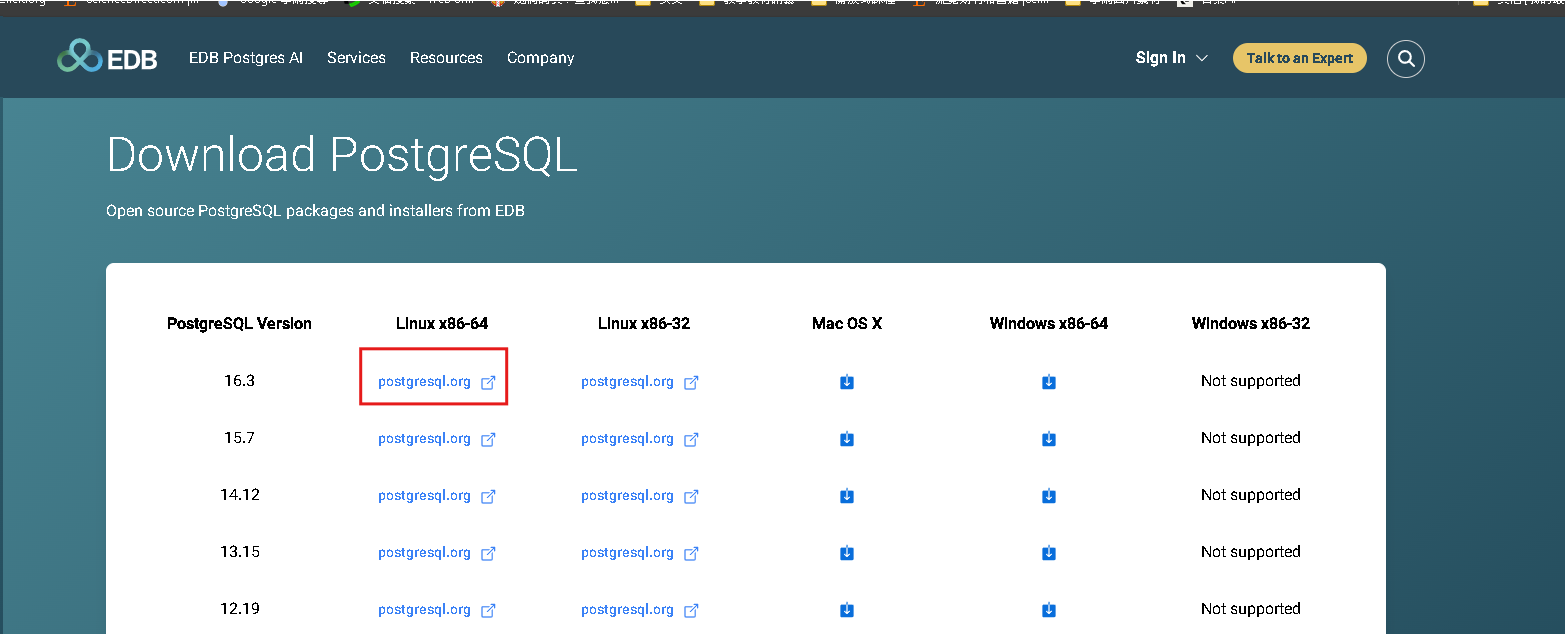 EDB
EDB Postgres AI Services Resources Company
Sign In
Talk to an Expert
Download PostgreSQL
Open source PostgreSQL packages and installers from EDB
PostgreSQL Version Linux x86-64 Linux x86-32 Mac OS X Windows x86-64 Windows x86-32
16.3 postgresql.org postgresql.org Not supported
15.7 postgresql.org postgresql.org Not supported
14.12 postgresql.org postgresql.org Not supported
13.15 postgresql.org postgresql.org Not supported
12.19 postgresql.org postgresql.org Not supported